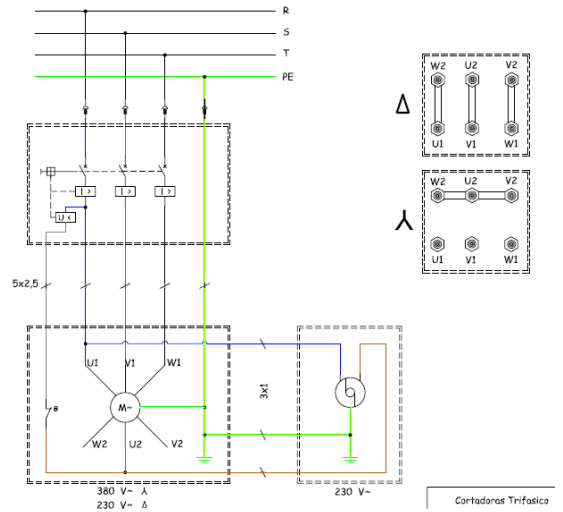 R
S
T
PE
W2 U2 V2
Δ
U1 V1 W1
I > I > I >
W2 U2 V2
U <
U1 V1 W1
5x2,5
U1 V1 W1
3x1
θ
M~
W2 U2 V2
380 V~ ⅄
230 V~ Δ
230 V~
Cortadoras Trifasico